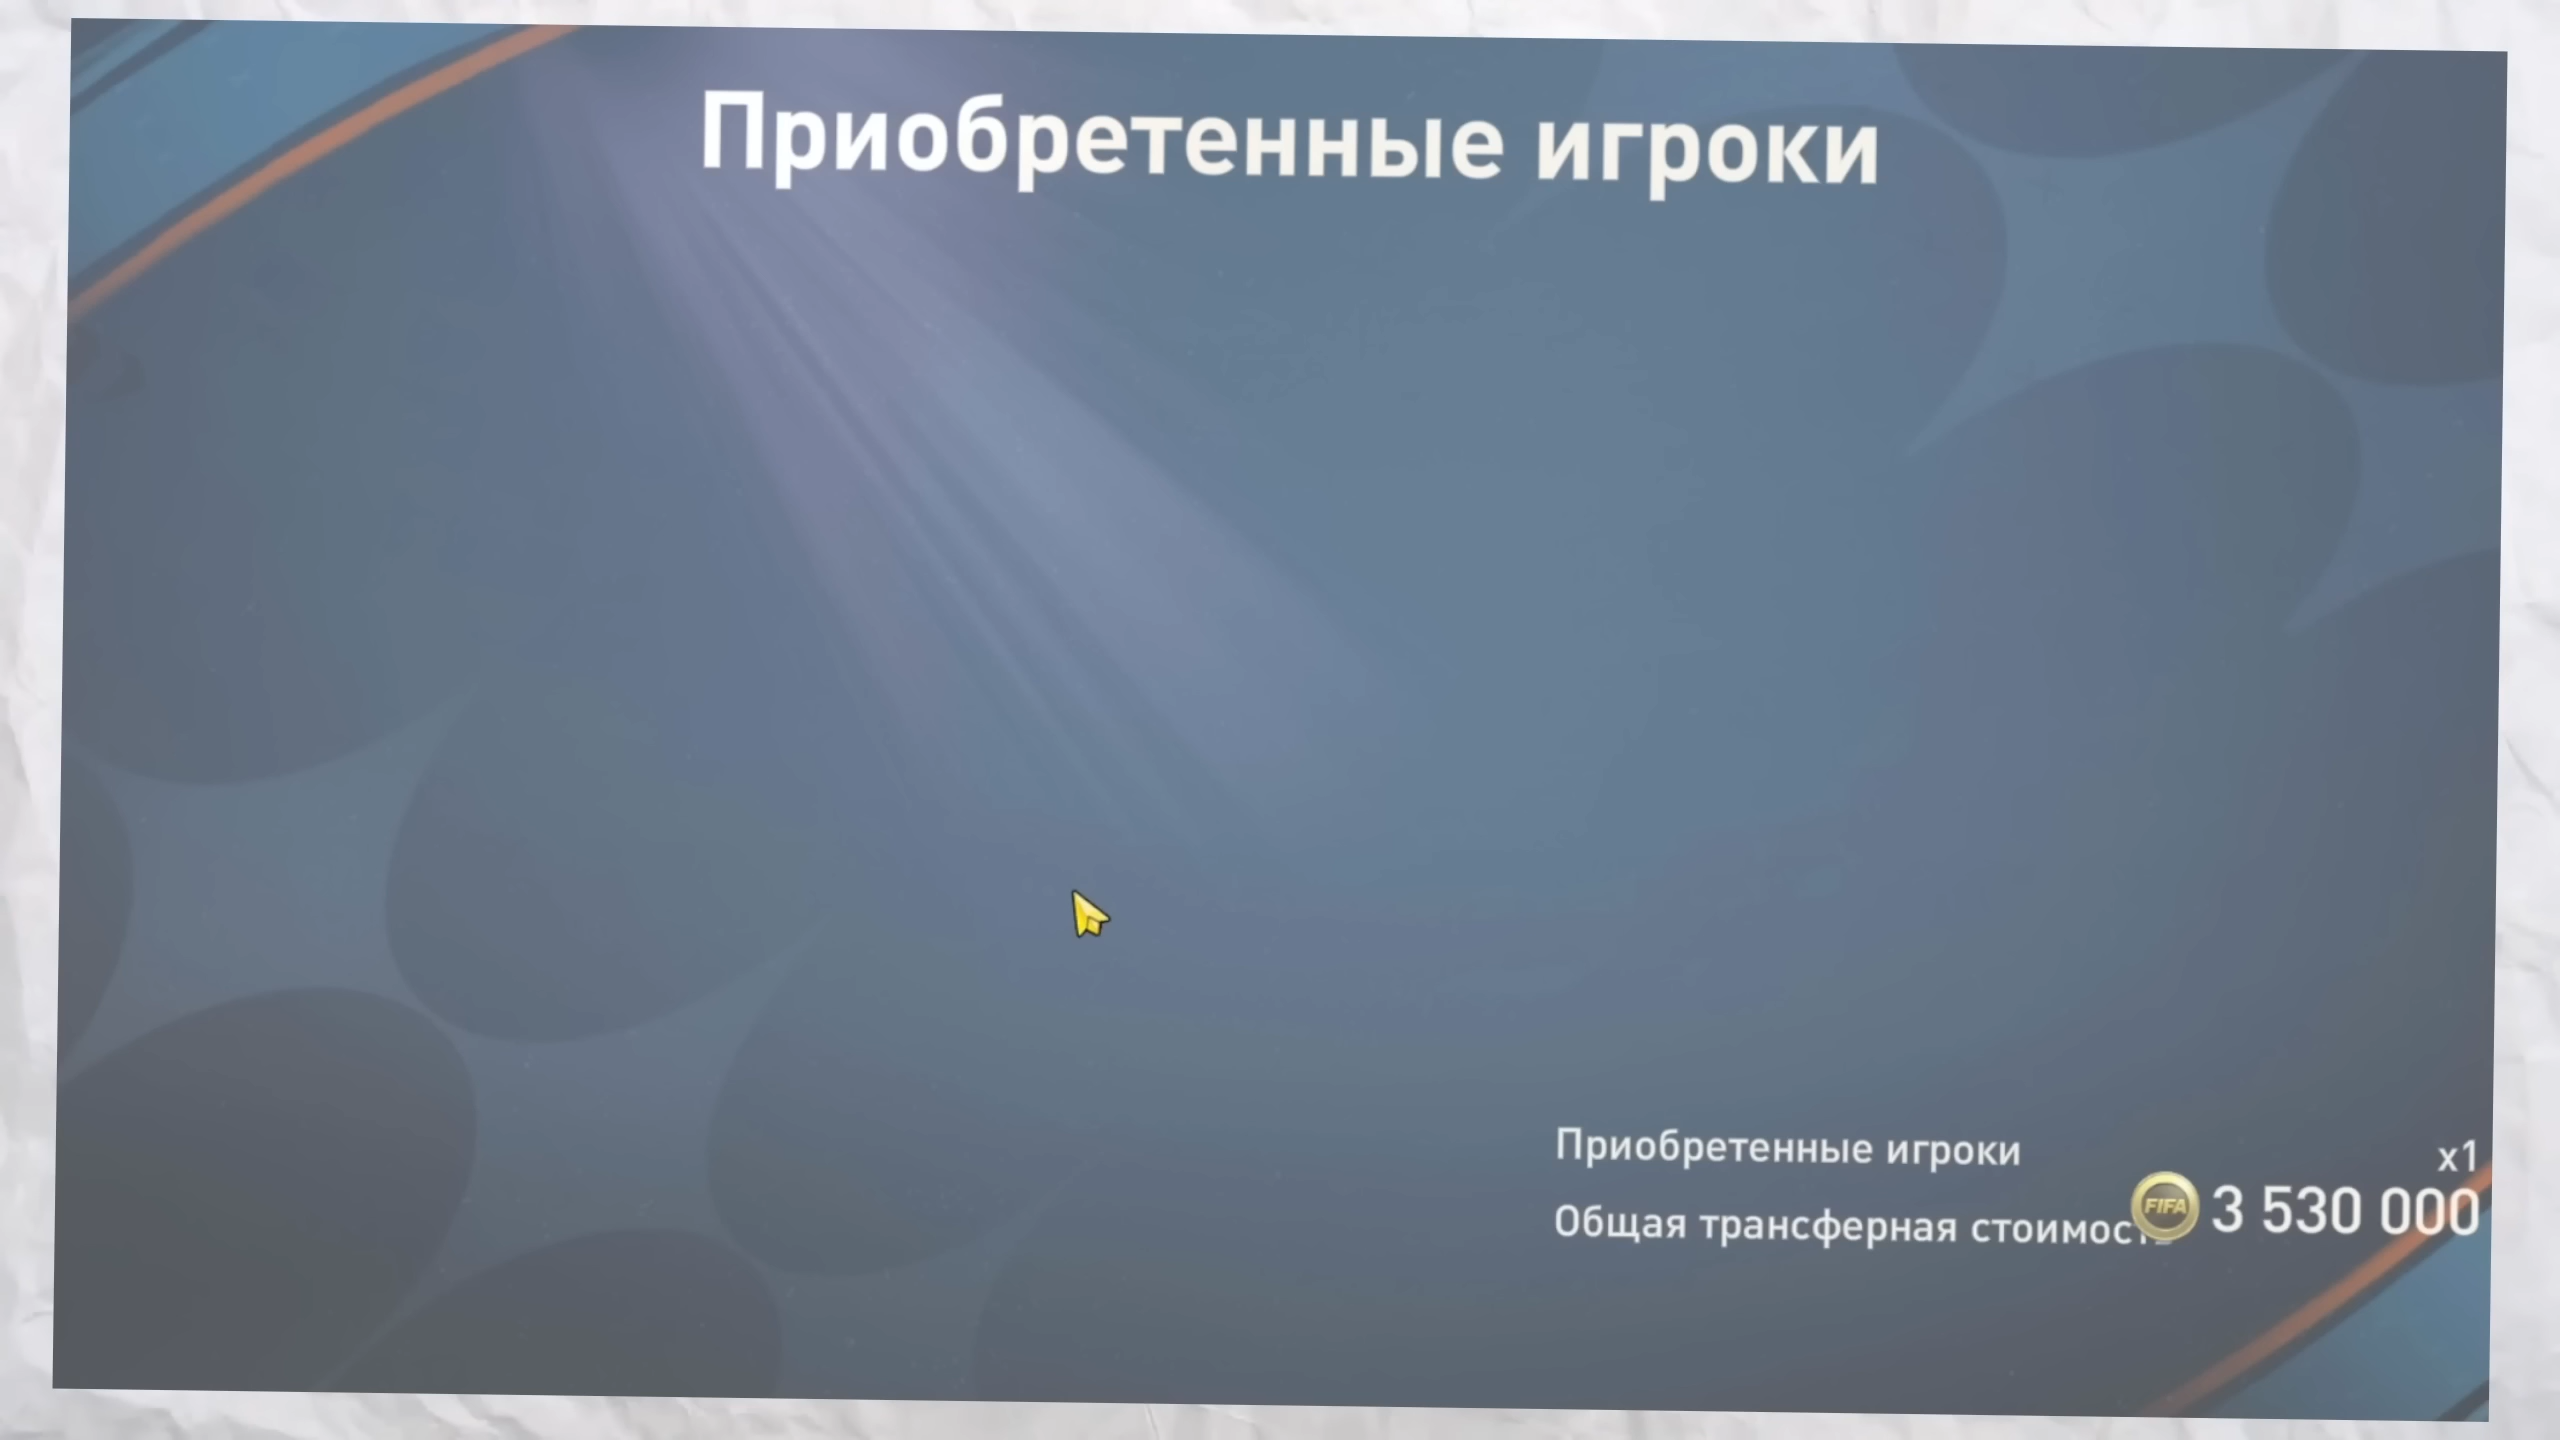 Приобретенные игроки
Приобретенные игроки x1
Общая трансферная FIFA 3 530 000